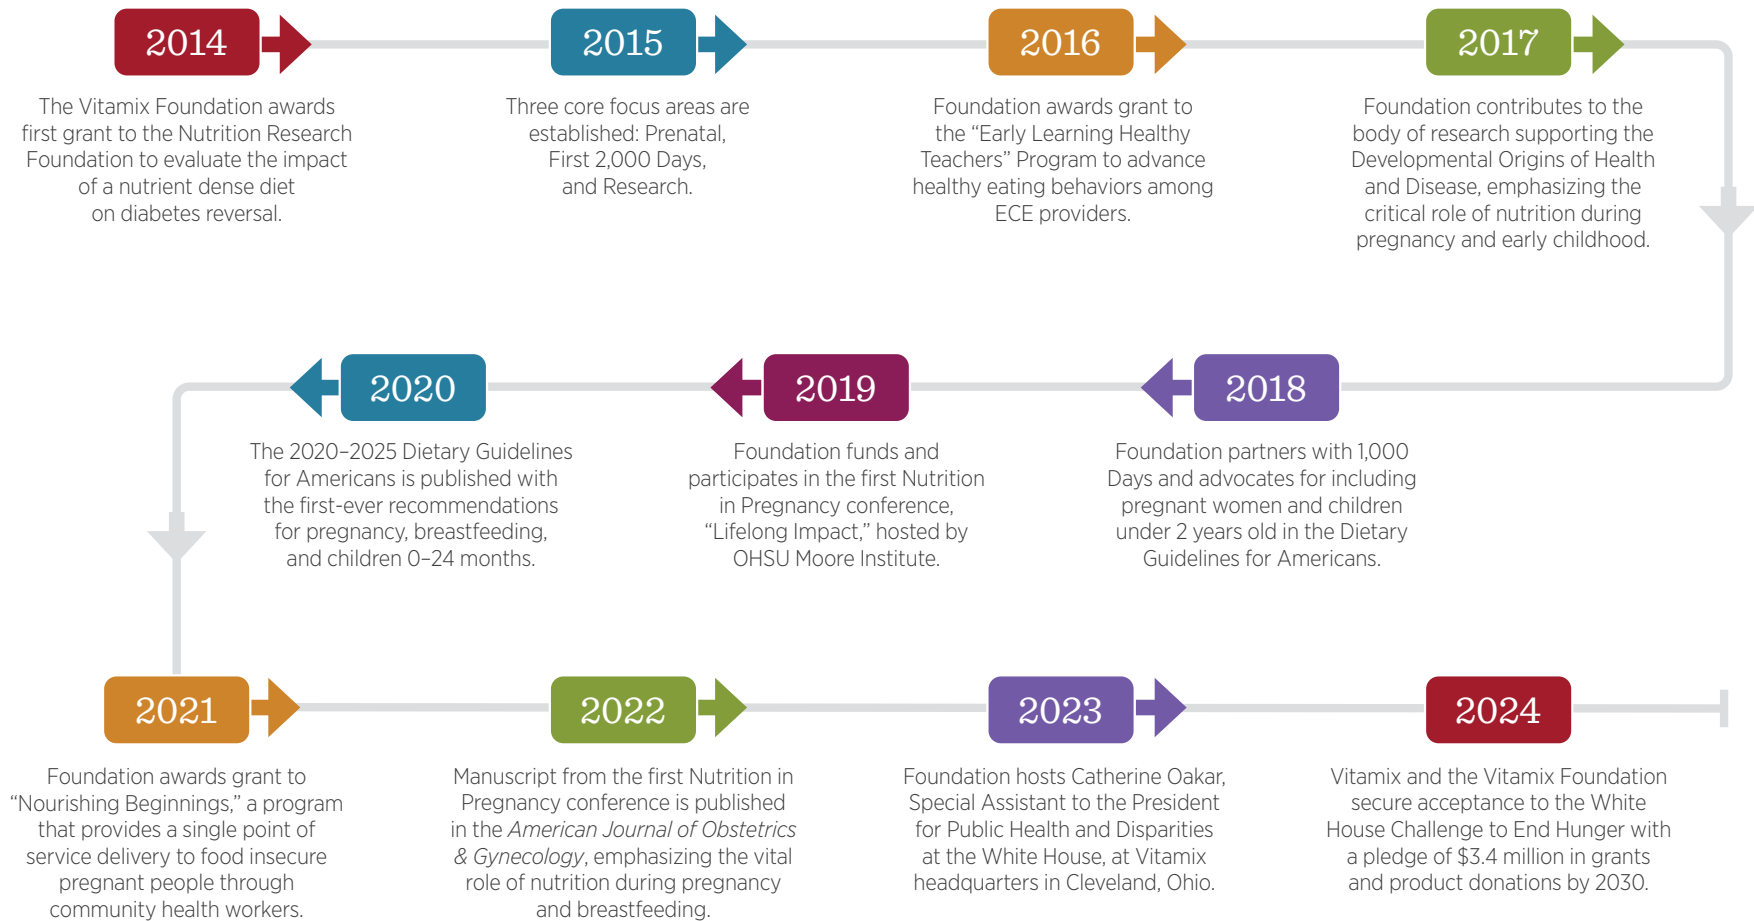 2014
The Vitamix Foundation awards
first grant to the Nutrition Research
Foundation to evaluate the impact
of a nutrient dense diet
on diabetes reversal.
2015
Three core focus areas are
established: Prenatal,
First 2,000 Days,
and Research.
2016
Foundation awards grant to
the “Early Learning Healthy
Teachers” Program to advance
healthy eating behaviors among
ECE providers.
2017
Foundation contributes to the
body of research supporting the
Developmental Origins of Health
and Disease, emphasizing the
critical role of nutrition during
pregnancy and early childhood.
2018
Foundation partners with 1,000
Days and advocates for including
pregnant women and children
under 2 years old in the Dietary
Guidelines for Americans.
2019
Foundation funds and
participates in the first Nutrition
in Pregnancy conference,
“Lifelong Impact,” hosted by
OHSU Moore Institute.
2020
The 2020–2025 Dietary Guidelines
for Americans is published with
the first-ever recommendations
for pregnancy, breastfeeding,
and children 0–24 months.
2021
Foundation awards grant to
“Nourishing Beginnings,” a program
that provides a single point of
service delivery to food insecure
pregnant people through
community health workers.
2022
Manuscript from the first Nutrition in
Pregnancy conference is published
in the American Journal of Obstetrics
& Gynecology, emphasizing the vital
role of nutrition during pregnancy
and breastfeeding.
2023
Foundation hosts Catherine Oakar,
Special Assistant to the President
for Public Health and Disparities
at the White House, at Vitamix
headquarters in Cleveland, Ohio.
2024
Vitamix and the Vitamix Foundation
secure acceptance to the White
House Challenge to End Hunger with
a pledge of $3.4 million in grants
and product donations by 2030.